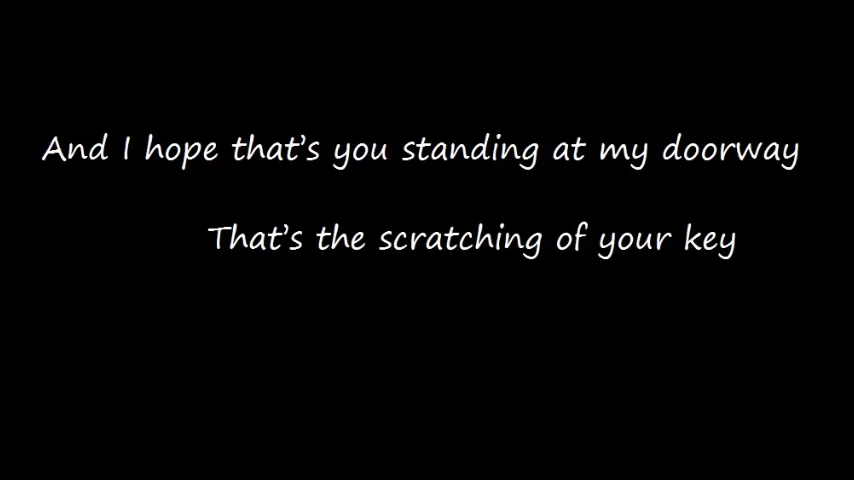 And I hope that's you standing at my doorway
That's the scratching of your key